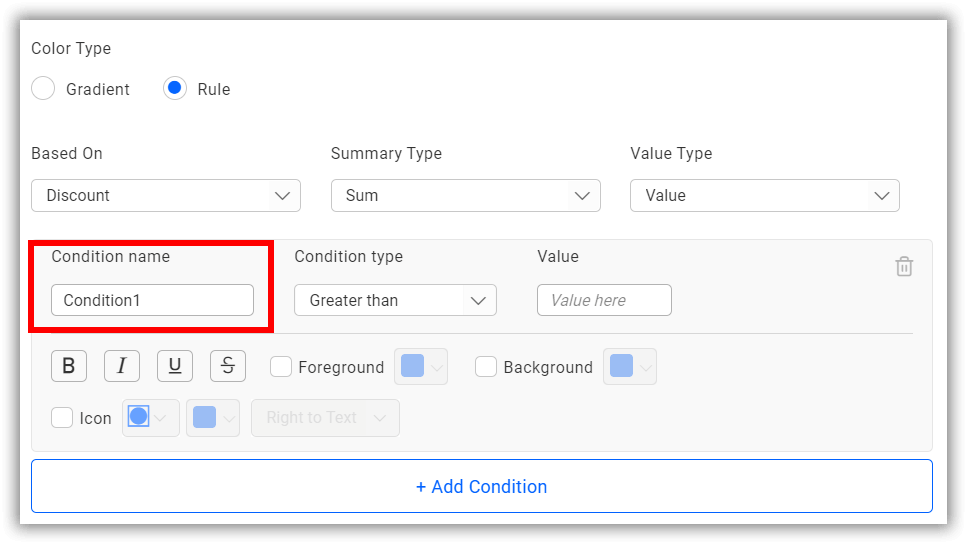 Color Type
Gradient Rule
Based On Summary Type Value Type
Discount Sum Value
Condition name Condition type Value
Condition1 Greater than Value here
B I U S Foreground Background
Icon Right to Text
+ Add Condition